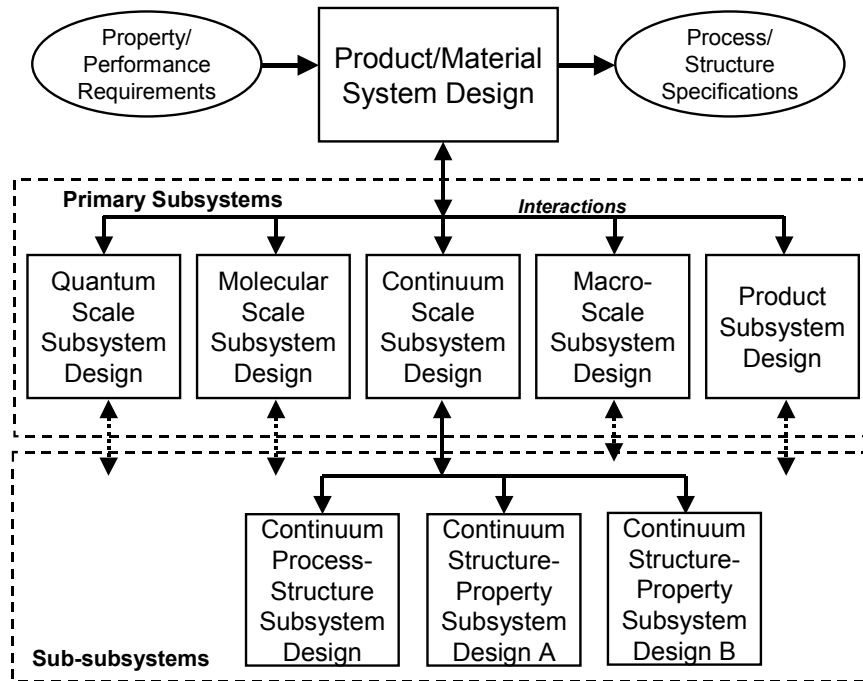 Property/
Performance
Requirements
Product/Material
System Design
Process/
Structure
Specifications
Primary Subsystems
Interactions
Quantum
Scale
Subsystem
Design
Molecular
Scale
Subsystem
Design
Continuum
Scale
Subsystem
Design
Macro-
Scale
Subsystem
Design
Product
Subsystem
Design
Continuum
Process-
Structure
Subsystem
Design
Continuum
Structure-
Property
Subsystem
Design A
Continuum
Structure-
Property
Subsystem
Design B
Sub-subsystems